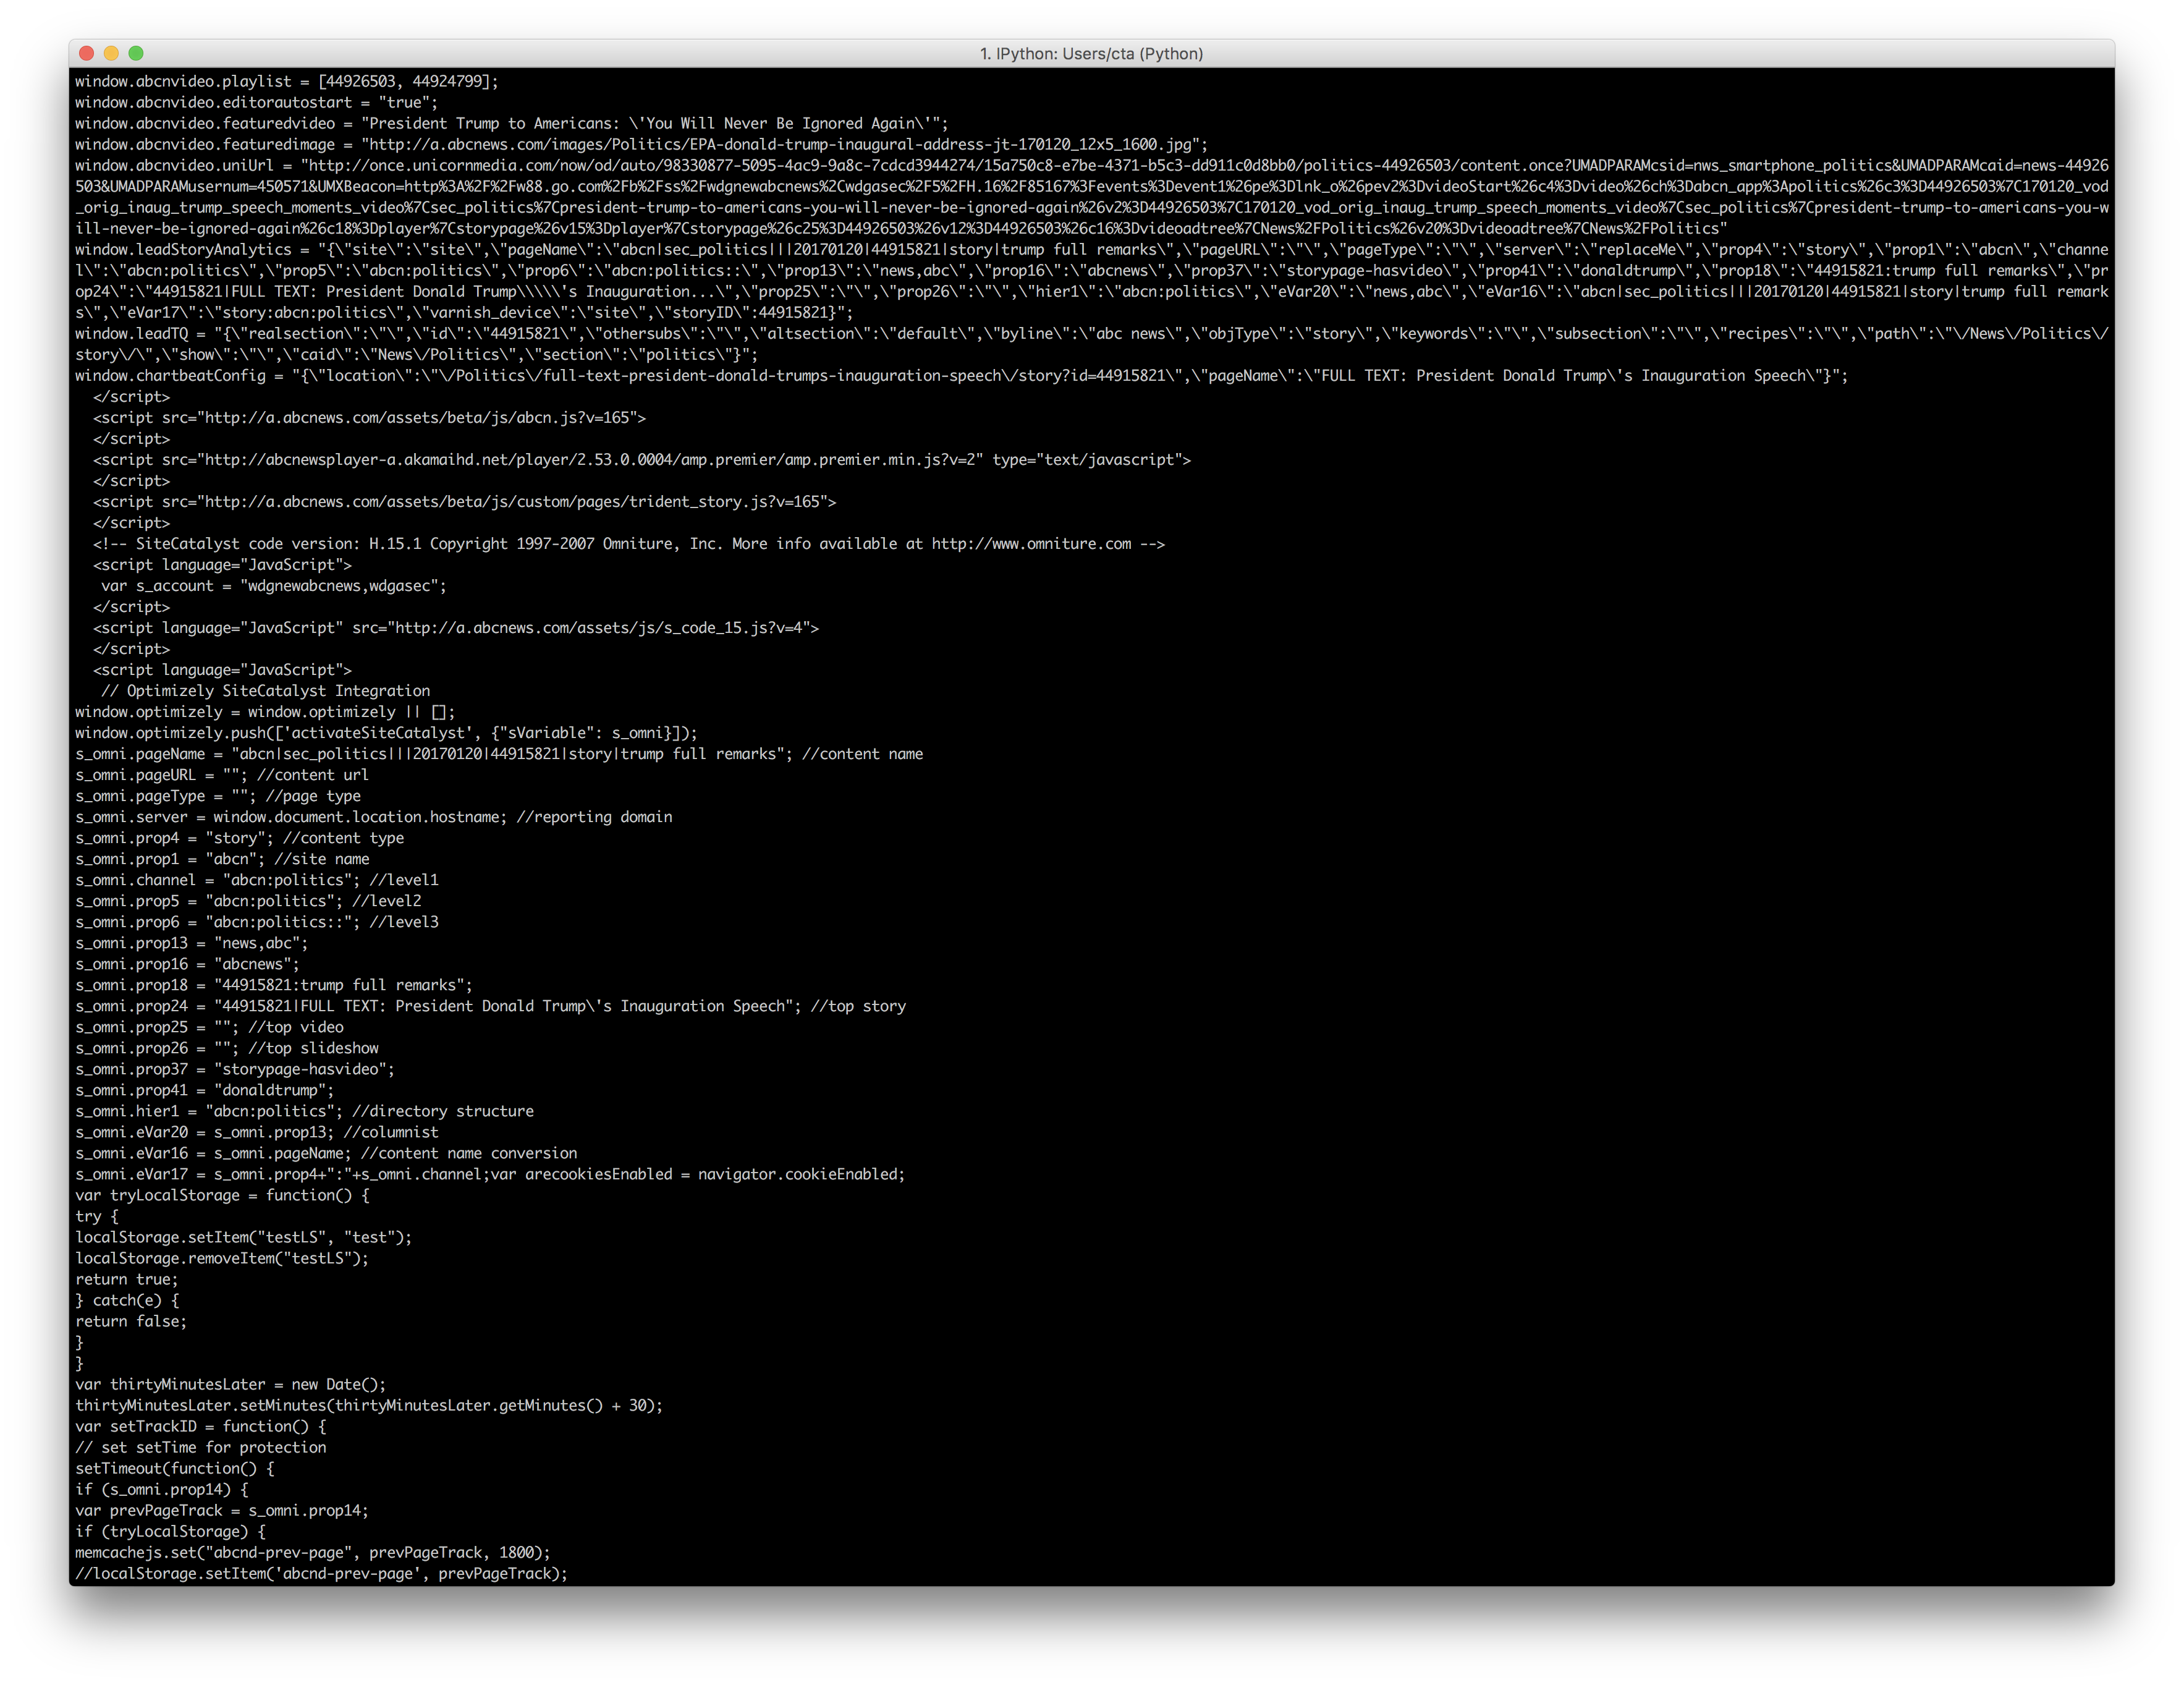 1. IPython: Users/cta (Python)
window.abcnvideo.playlist = [44926503, 44924799];
window.abcnvideo.editorautostart = "true";
window.abcnvideo.featuredvideo = "President Trump to Americans: \'You Will Never Be Ignored Again\'";
window.abcnvideo.featuredimage = "http://a.abcnews.com/images/Politics/EPA-donald-trump-inaugural-address-jt-170120_12x5_1600.jpg";
window.abcnvideo.uniUrl = "http://once.unicornmedia.com/now/od/auto/98330877-5095-4ac9-9a8c-7cdcd3944274/15a750c8-e7be-4371-b5c3-dd911c0d8bb0/politics-44926503/content.once?UMADPARAMcsid=nws_smartphone_politics&UMADPARAMcaid=news-44926
503&UMADPARAMusernum=450571&UMXBeacon=http%3A%2F%2Fw88.go.com%2Fb%2Fss%2Fwdgnewabcnews%2Cwdgasec%2F5%2FH.16%2F85167%3Fevents%3Devent1%26pe%3Dlnk_o%26pev2%3DvideoStart%26c4%3Dvideo%26ch%3Dabcn_app%3Apolitics%26c3%3D44926503%7C170120_vod
_orig_inaug_trump_speech_moments_video%7Csec_politics%7Cpresident-trump-to-americans-you-will-never-be-ignored-again%26v2%3D44926503%7C170120_vod_orig_inaug_trump_speech_moments_video%7Csec_politics%7Cpresident-trump-to-americans-you-w
ill-never-be-ignored-again%26c18%3Dplayer%7Cstorypage%26v15%3Dplayer%7Cstorypage%26c25%3D44926503%26v12%3D44926503%26c16%3Dvideoadtree%7CNews%2FPolitics%26v20%3Dvideoadtree%7CNews%2FPolitics"
window.leadStoryAnalytics = "{\"site\":\"site\",\"pageName\":\"abcn|sec_politics|||20170120|44915821|story|trump full remarks\",\"pageURL\":\"\",\"pageType\":\"\",\"server\":\"replaceMe\",\"prop4\":\"story\",\"prop1\":\"abcn\",\"channe
l\":\"abcn:politics\",\"prop5\":\"abcn:politics\",\"prop6\":\"abcn:politics::\",\"prop13\":\"news,abc\",\"prop16\":\"abcnews\",\"prop37\":\"storypage-hasvideo\",\"prop41\":\"donaldtrump\",\"prop18\":\"44915821:trump full remarks\",\"pr
op24\":\"44915821|FULL TEXT: President Donald Trump\\\\\'s Inauguration...\",\"prop25\":\"\",\"prop26\":\"\",\"hier1\":\"abcn:politics\",\"eVar20\":\"news,abc\",\"eVar16\":\"abcn|sec_politics|||20170120|44915821|story|trump full remark
s\",\"eVar17\":\"story:abcn:politics\",\"varnish_device\":\"site\",\"storyID\":44915821}";
window.leadTQ = "{\"realsection\":\"\",\"id\":\"44915821\",\"othersubs\":\"\",\"altsection\":\"default\",\"byline\":\"abc news\",\"objType\":\"story\",\"keywords\":\"\",\"subsection\":\"\",\"recipes\":\"\",\"path\":\"\/News\/Politics\/
story\/\",\"show\":\"\",\"caid\":\"News\/Politics\",\"section\":\"politics\"}";
window.chartbeatConfig = "{\"location\":\"\/Politics\/full-text-president-donald-trumps-inauguration-speech\/story?id=44915821\",\"pageName\":\"FULL TEXT: President Donald Trump\'s Inauguration Speech\"}";
</script>
<script src="http://a.abcnews.com/assets/beta/js/abcn.js?v=165">
</script>
<script src="http://abcnewsplayer-a.akamaihd.net/player/2.53.0.0004/amp.premier/amp.premier.min.js?v=2" type="text/javascript">
</script>
<script src="http://a.abcnews.com/assets/beta/js/custom/pages/trident_story.js?v=165">
</script>
<!-- SiteCatalyst code version: H.15.1 Copyright 1997-2007 Omniture, Inc. More info available at http://www.omniture.com -->
<script language="JavaScript">
var s_account = "wdgnewabcnews,wdgasec";
</script>
<script language="JavaScript" src="http://a.abcnews.com/assets/js/s_code_15.js?v=4">
</script>
<script language="JavaScript">
// Optimizely SiteCatalyst Integration
window.optimizely = window.optimizely || [];
window.optimizely.push(['activateSiteCatalyst', {"sVariable": s_omni}]);
s_omni.pageName = "abcn|sec_politics|||20170120|44915821|story|trump full remarks"; //content name
s_omni.pageURL = ""; //content url
s_omni.pageType = ""; //page type
s_omni.server = window.document.location.hostname; //reporting domain
s_omni.prop4 = "story"; //content type
s_omni.prop1 = "abcn"; //site name
s_omni.channel = "abcn:politics"; //level1
s_omni.prop5 = "abcn:politics"; //level2
s_omni.prop6 = "abcn:politics::"; //level3
s_omni.prop13 = "news,abc";
s_omni.prop16 = "abcnews";
s_omni.prop18 = "44915821:trump full remarks";
s_omni.prop24 = "44915821|FULL TEXT: President Donald Trump\'s Inauguration Speech"; //top story
s_omni.prop25 = ""; //top video
s_omni.prop26 = ""; //top slideshow
s_omni.prop37 = "storypage-hasvideo";
s_omni.prop41 = "donaldtrump";
s_omni.hier1 = "abcn:politics"; //directory structure
s_omni.eVar20 = s_omni.prop13; //columnist
s_omni.eVar16 = s_omni.pageName; //content name conversion
s_omni.eVar17 = s_omni.prop4+":"+s_omni.channel;var arecookiesEnabled = navigator.cookieEnabled;
var tryLocalStorage = function() {
try {
localStorage.setItem("testLS", "test");
localStorage.removeItem("testLS");
return true;
} catch(e) {
return false;
}
}
var thirtyMinutesLater = new Date();
thirtyMinutesLater.setMinutes(thirtyMinutesLater.getMinutes() + 30);
var setTrackID = function() {
// set setTime for protection
setTimeout(function() {
if (s_omni.prop14) {
var prevPageTrack = s_omni.prop14;
if (tryLocalStorage) {
memcachejs.set("abcnd-prev-page", prevPageTrack, 1800);
//localStorage.setItem('abcnd-prev-page', prevPageTrack);